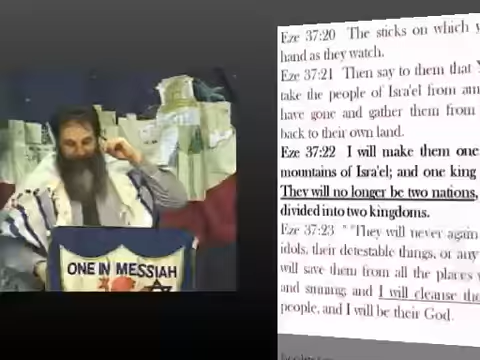 Eze 37:20 The sticks on which
hand as they watch.
Eze 37:21 Then say to them that
take the people of Isra'el from
have gone and gather them from
back to their own land.
Eze 37:22 I will make them one
mountains of Isra'el; and one king
They will no longer be two nations,
divided into two kingdoms.
Eze 37:23 " "They will never again
idols, their detestable things, or any
will save them from all the places
and sinning, and I will cleanse
people, and I will be their God.
ONE IN MESSIAH